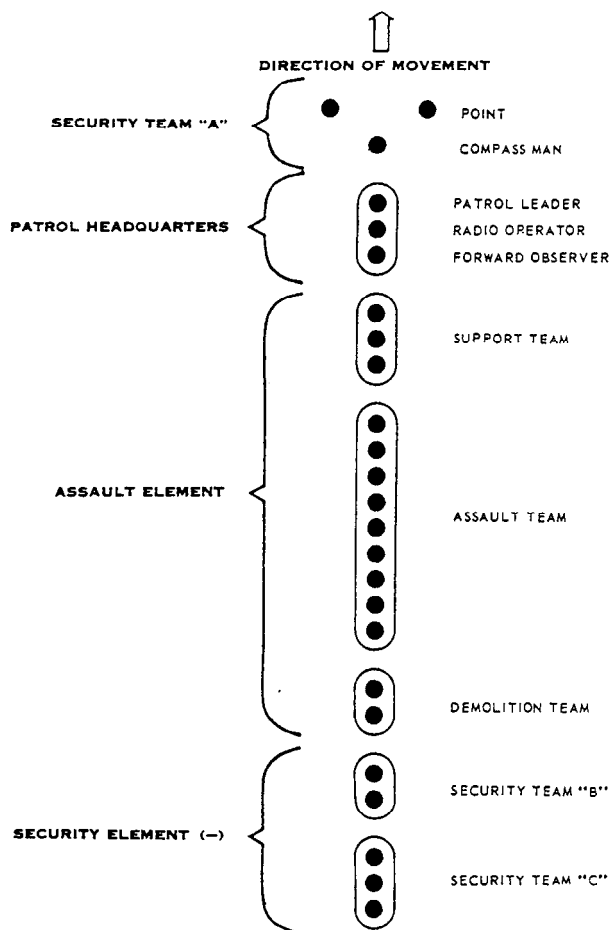 DIRECTION OF MOVEMENT
SECURITY TEAM "A"
POINT
COMPASS MAN
PATROL HEADQUARTERS
PATROL LEADER
RADIO OPERATOR
FORWARD OBSERVER
SUPPORT TEAM
ASSAULT ELEMENT
ASSAULT TEAM
DEMOLITION TEAM
SECURITY ELEMENT (—)
SECURITY TEAM "B"
SECURITY TEAM "C"